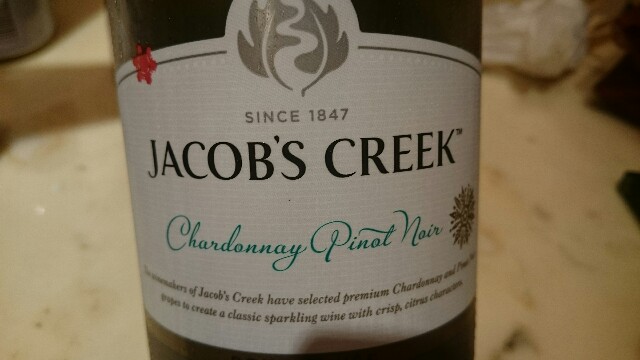 SINCE 1847
JACOB'S CREEK™
Chardonnay Pinot Noir
winemakers of Jacob's Creek have selected premium Chardonnay and Pinot
grapes to create a classic sparkling wine with crisp, citrus characters